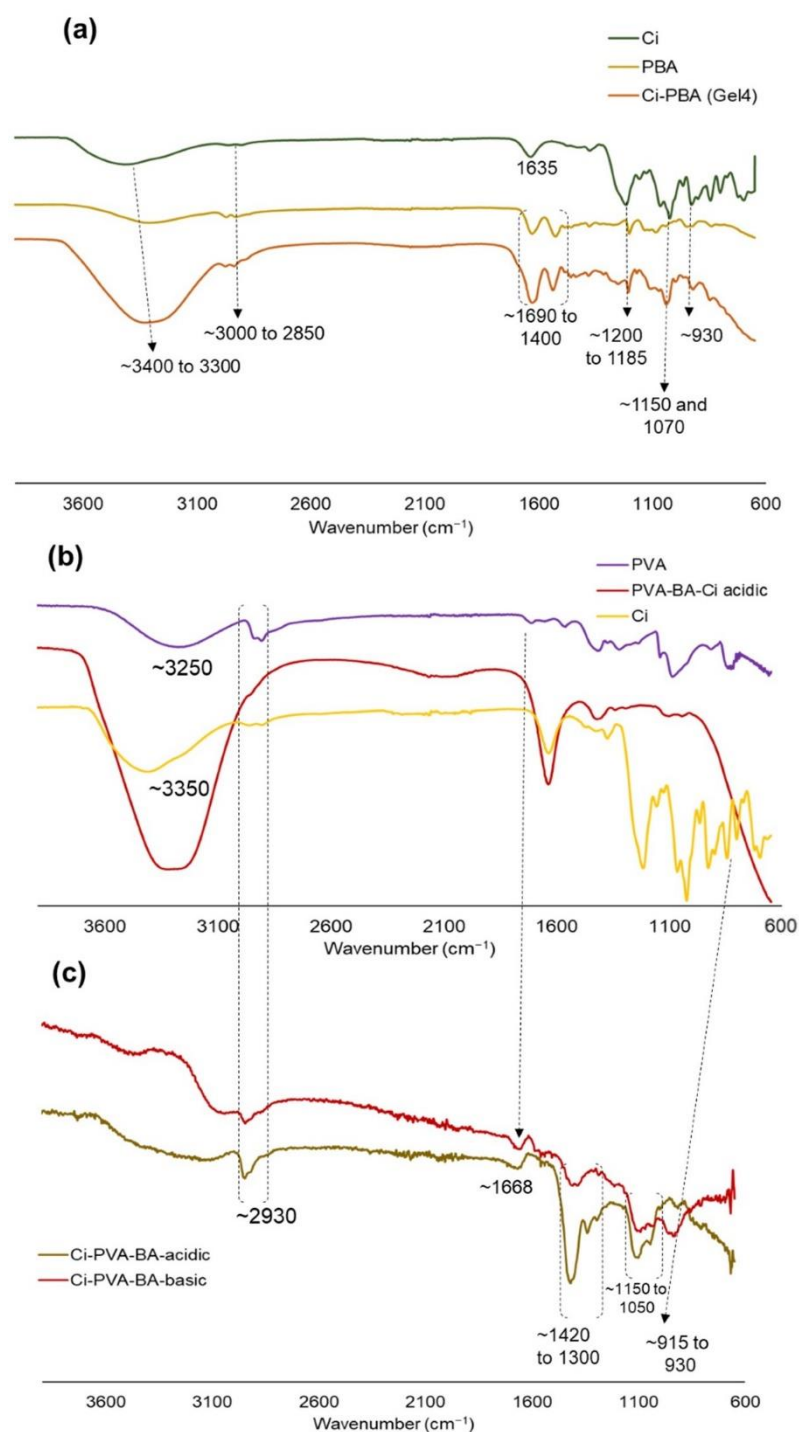 (a)
Ci
PBA
Ci-PBA (Gel4)
1635
~3000 to 2850
~3400 to 3300
~1690 to
1400
~1200
to 1185
~930
~1150 and
1070
3600 3100 2600 2100 1600 1100 600
Wavenumber (cm⁻¹)
(b)
PVA
PVA-BA-Ci acidic
Ci
~3250
~3350
3600 3100 2600 2100 1600 1100 600
Wavenumber (cm⁻¹)
(c)
~2930
~1668
Ci-PVA-BA-acidic
Ci-PVA-BA-basic
~1150 to
1050
~1420
to 1300
~915 to
930
3600 3100 2600 2100 1600 1100 600
Wavenumber (cm⁻¹)